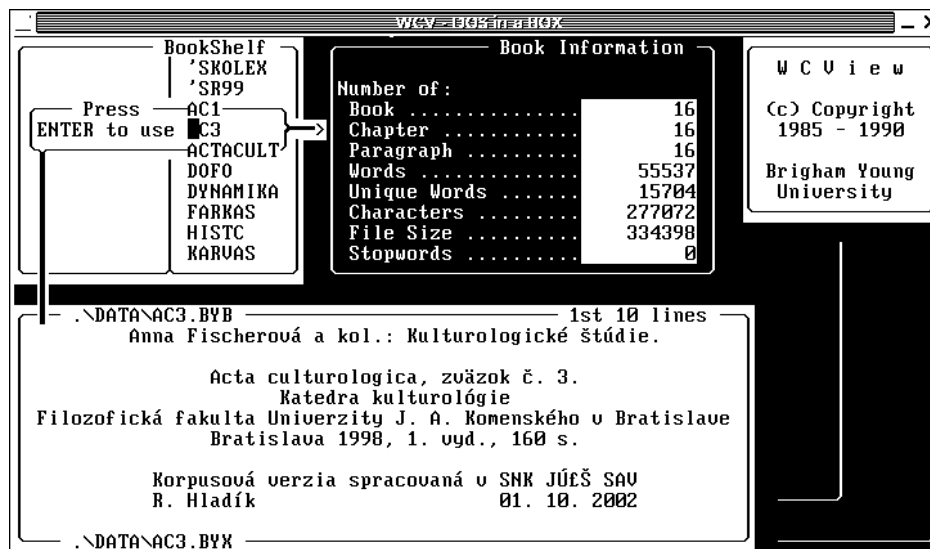 WCV - DOS in a BOX
BookShelf
'SKOLEX
'SR99
AC1
Press
ENTER to use AC3
ACTACULT
DOFO
DYNAMIKA
FARKAS
HISTC
KARVAS
Book Information
Number of:
Book .............. 16
Chapter ............ 16
Paragraph .......... 16
Words .............. 55537
Unique Words ....... 15704
Characters ......... 277072
File Size .......... 334398
Stopwords .......... 0
W C V i e w
(c) Copyright
1985 - 1990
Brigham Young
University
.\DATA\AC3.BYB
1st 10 lines
Anna Fischerová a kol.: Kulturologické štúdie.
Acta culturologica, zväzok č. 3.
Katedra kulturológie
Filozofická fakulta Univerzity J. A. Komenského v Bratislave
Bratislava 1998, 1. vyd., 160 s.
Korpusová verzia spracovaná v SNK JÚ£Š SAV
R. Hladík 01. 10. 2002
.\DATA\AC3.BYX